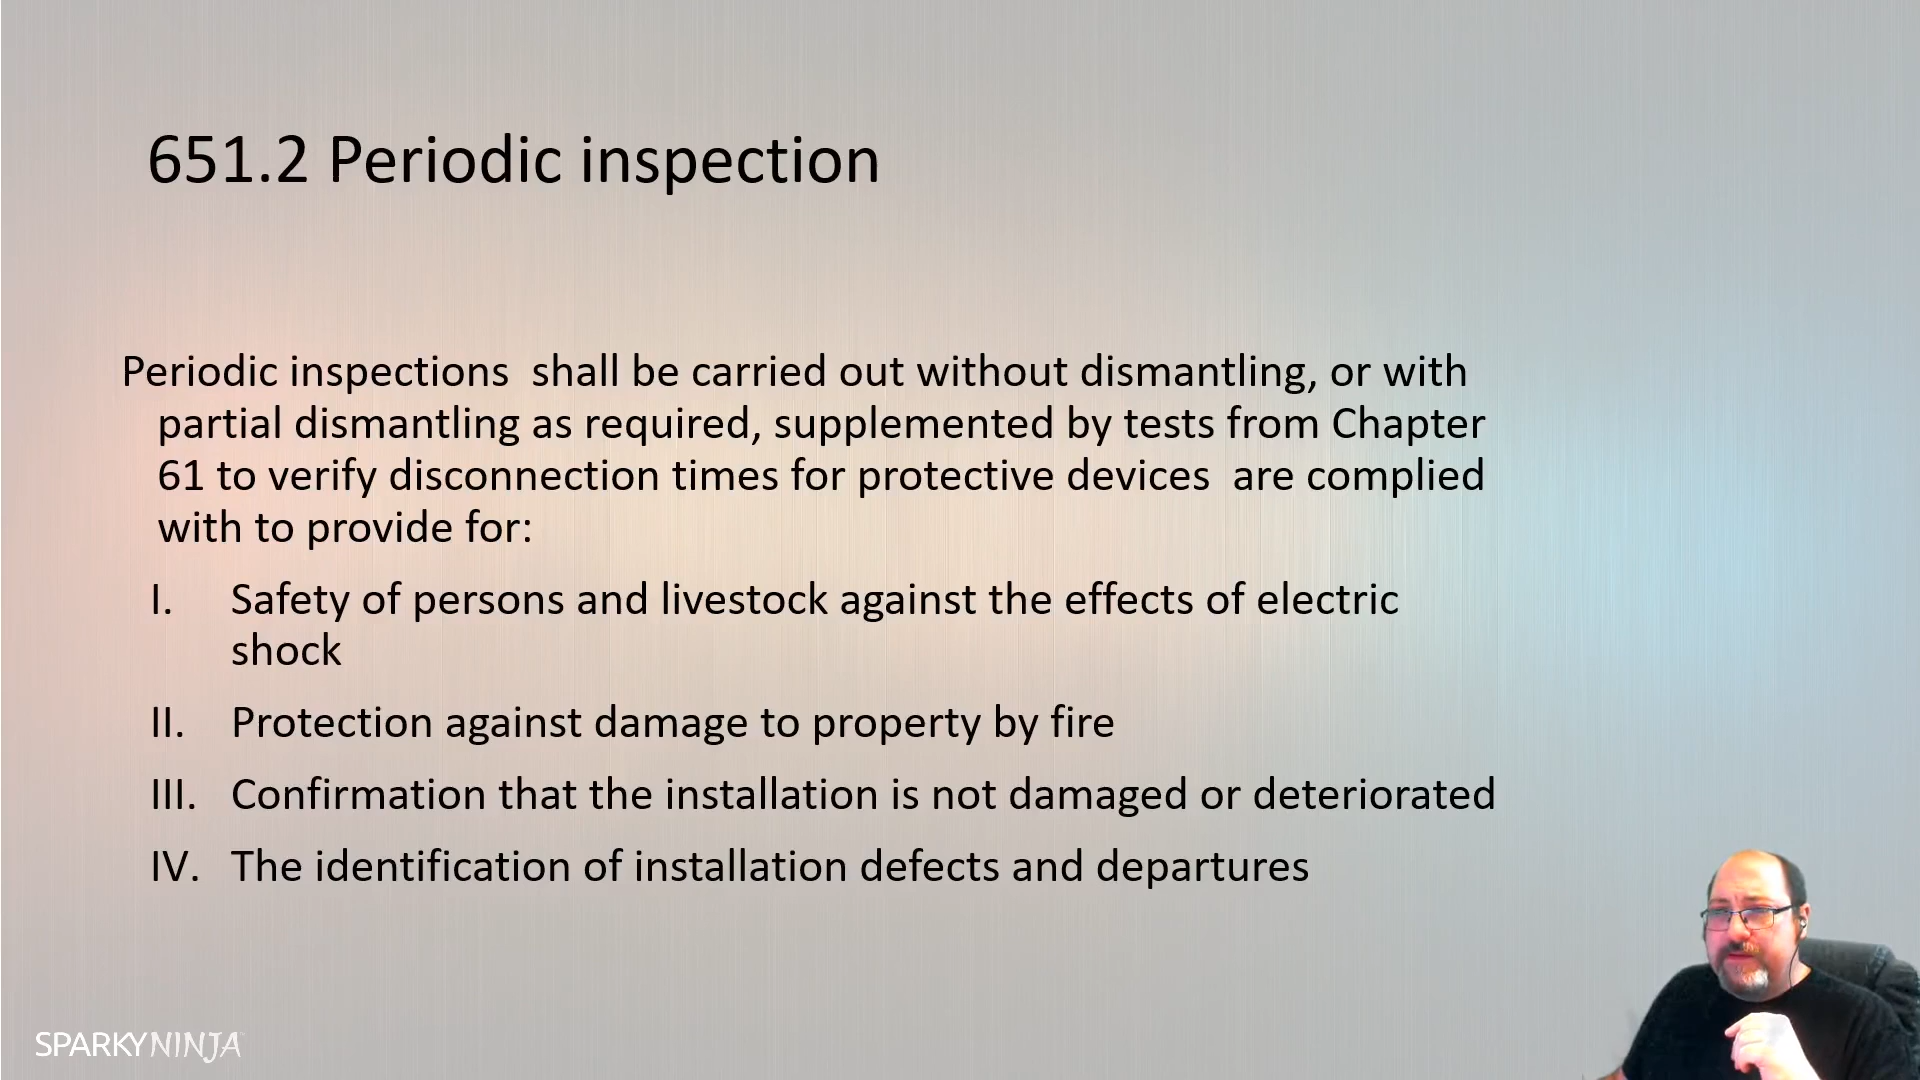 651.2 Periodic inspection
Periodic inspections  shall be carried out without dismantling, or with
partial dismantling as required, supplemented by tests from Chapter
61 to verify disconnection times for protective devices  are complied
with to provide for:
I. Safety of persons and livestock against the effects of electric
shock
II. Protection against damage to property by fire
III. Confirmation that the installation is not damaged or deteriorated
IV. The identification of installation defects and departures
SPARKYNINJA